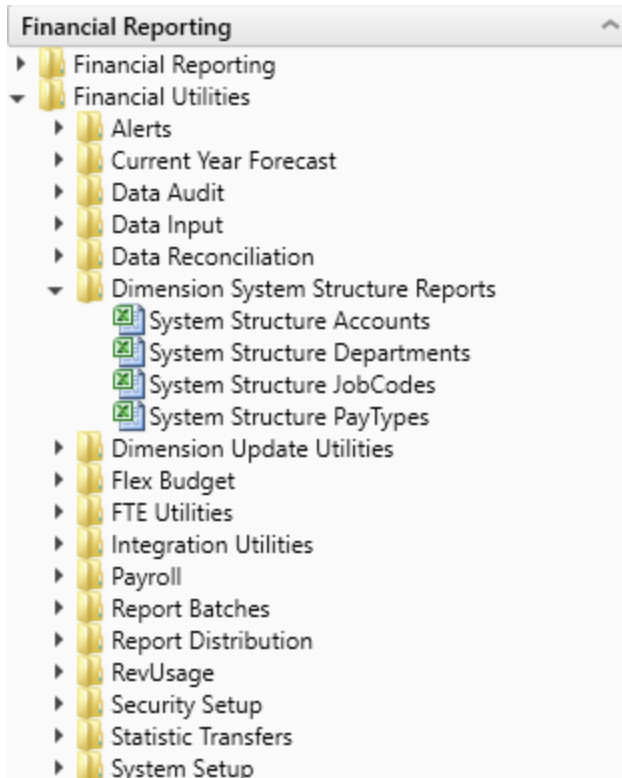 Financial Reporting
Financial Reporting
Financial Utilities
Alerts
Current Year Forecast
Data Audit
Data Input
Data Reconciliation
Dimension System Structure Reports
System Structure Accounts
System Structure Departments
System Structure JobCodes
System Structure PayTypes
Dimension Update Utilities
Flex Budget
FTE Utilities
Integration Utilities
Payroll
Report Batches
Report Distribution
RevUsage
Security Setup
Statistic Transfers
System Setup